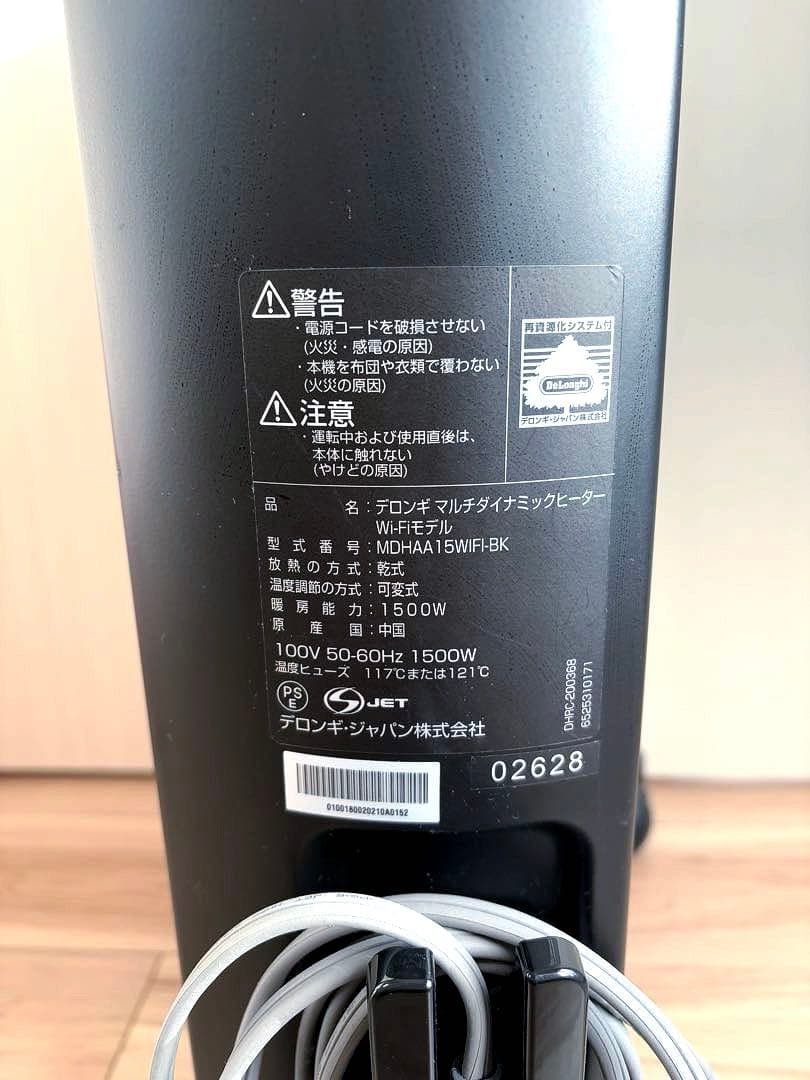 警告
・電源コードを破損させない
(火災・感電の原因)
・本機を布団や衣類で覆わない
(火災の原因)
注意
・運転中および使用直後は、
本体に触れない
(やけどの原因)
再資源化システム付
DeLonghi
デロンギ・ジャパン株式会社
品名：デロンギ マルチダイナミックヒーター
Wi-Fiモデル
型式番号：MDHAA15WIFI-BK
放熱の方式：乾式
温度調節の方式：可変式
暖房能力：1500W
原産国：中国
100V 50-60Hz 1500W
温度ヒューズ 117℃または121℃
PS E
JET
デロンギ・ジャパン株式会社
DHRC-200368
6525310171
02628
0100180020210A0152